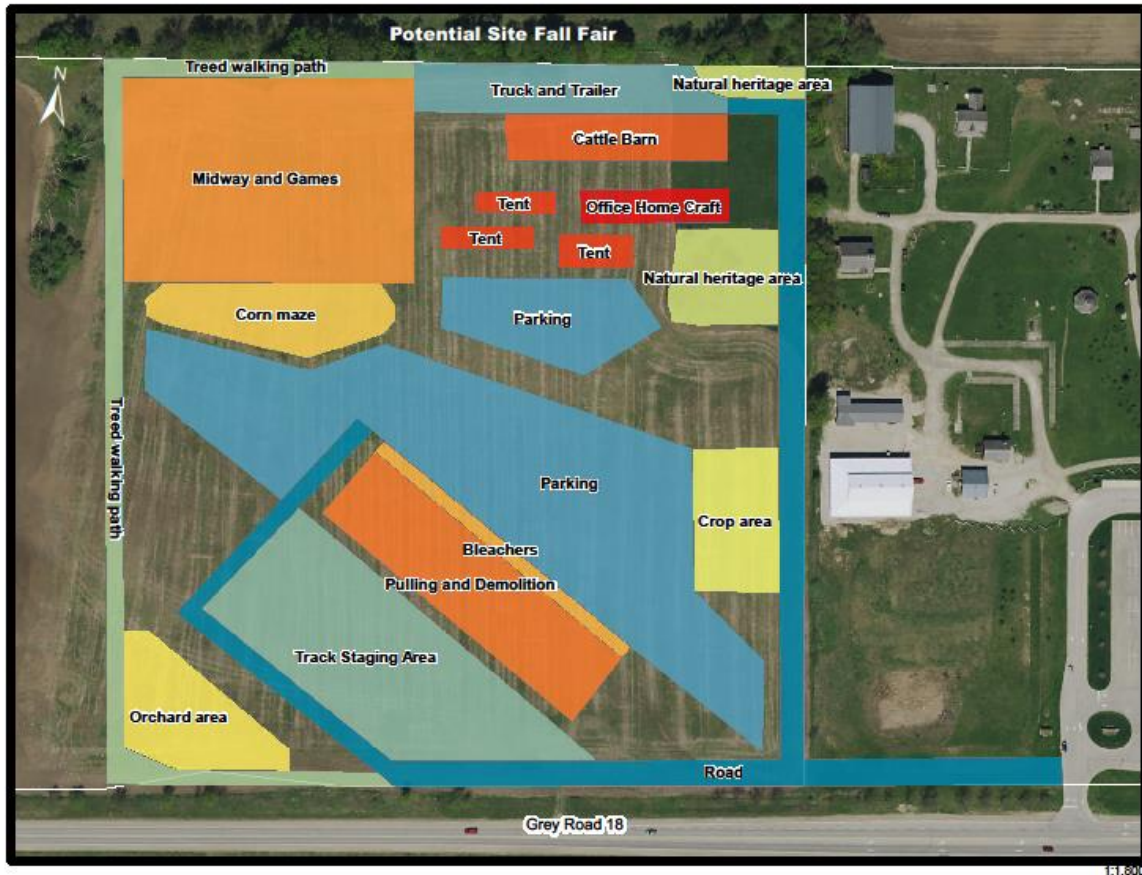 Potential Site Fall Fair
N
Treed walking path
Truck and Trailer
Natural heritage area
Cattle Barn
Midway and Games
Tent
Office Home Craft
Tent
Tent
Natural heritage area
Corn maze
Parking
Treed walking path
Parking
Crop area
Bleachers
Pulling and Demolition
Track Staging Area
Orchard area
Road
Grey Road 18